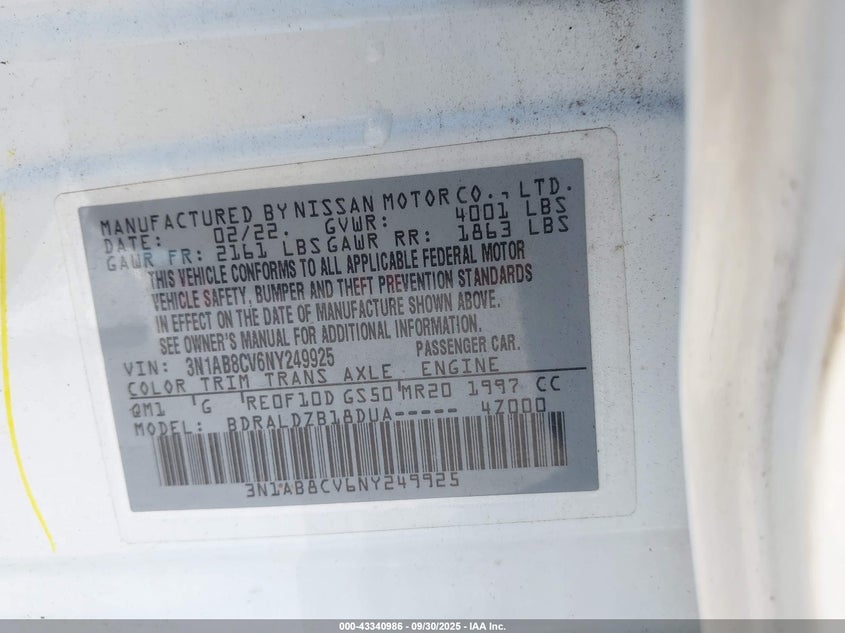 MANUFACTURED BY NISSAN MOTOR CO., LTD.
DATE: 02/22. GVWR: 4001 LBS
GAWR FR: 2161 LBS GAWR RR: 1863 LBS
THIS VEHICLE CONFORMS TO ALL APPLICABLE FEDERAL MOTOR
VEHICLE SAFETY, BUMPER AND THEFT PREVENTION STANDARDS
IN EFFECT ON THE DATE OF MANUFACTURE SHOWN ABOVE.
SEE OWNER'S MANUAL FOR ADDITIONAL INFORMATION.
VIN: 3N1AB8CV6NY249925 PASSENGER CAR.
COLOR TRIM TRANS AXLE ENGINE
QM1 G RE0F10D GS50 MR20 1997 CC
MODEL: BDRALDZB18DUA----- 4Z000
3N1AB8CV6NY249925
000-43340986 - 09/30/2025 - IAA Inc.